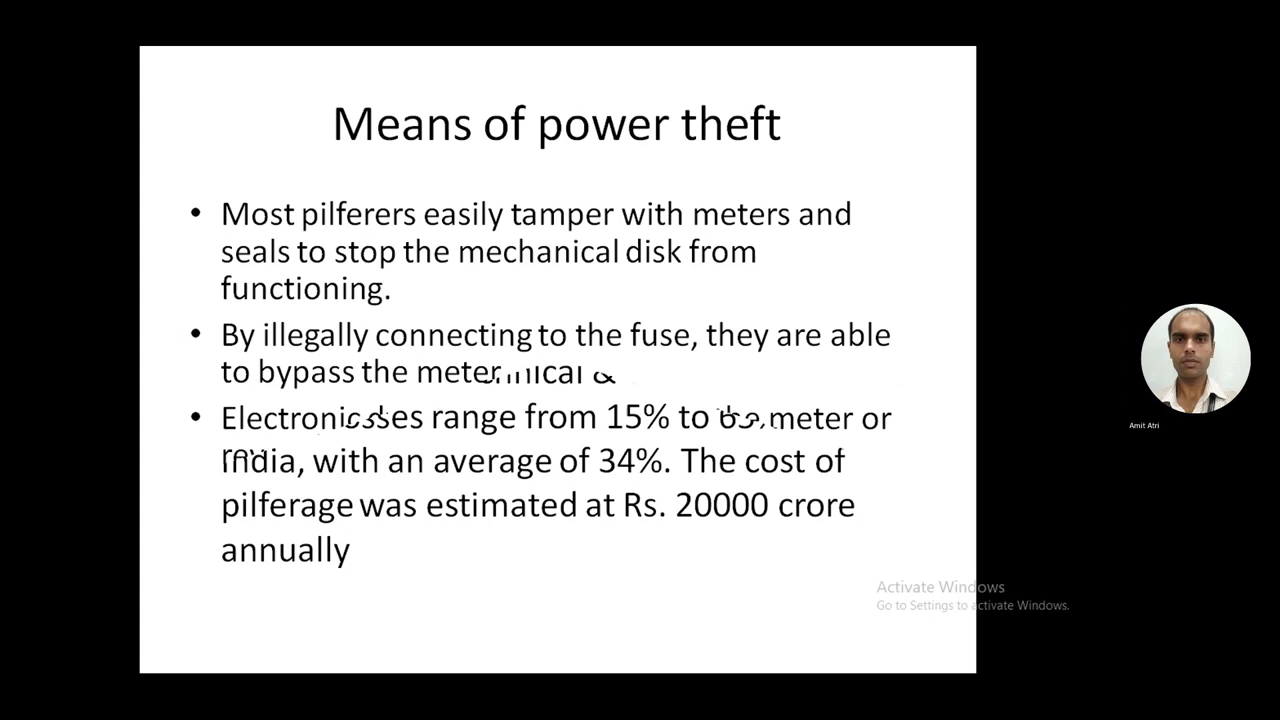 Means of power theft
• Most pilferers easily tamper with meters and
seals to stop the mechanical disk from
functioning.
• By illegally connecting to the fuse, they are able
to bypass the meter
• Electronic range from 15% to meter or
India, with an average of 34%. The cost of
pilferage was estimated at Rs. 20000 crore
annually
Amit Atri
Activate Windows
Go to Settings to activate Windows.